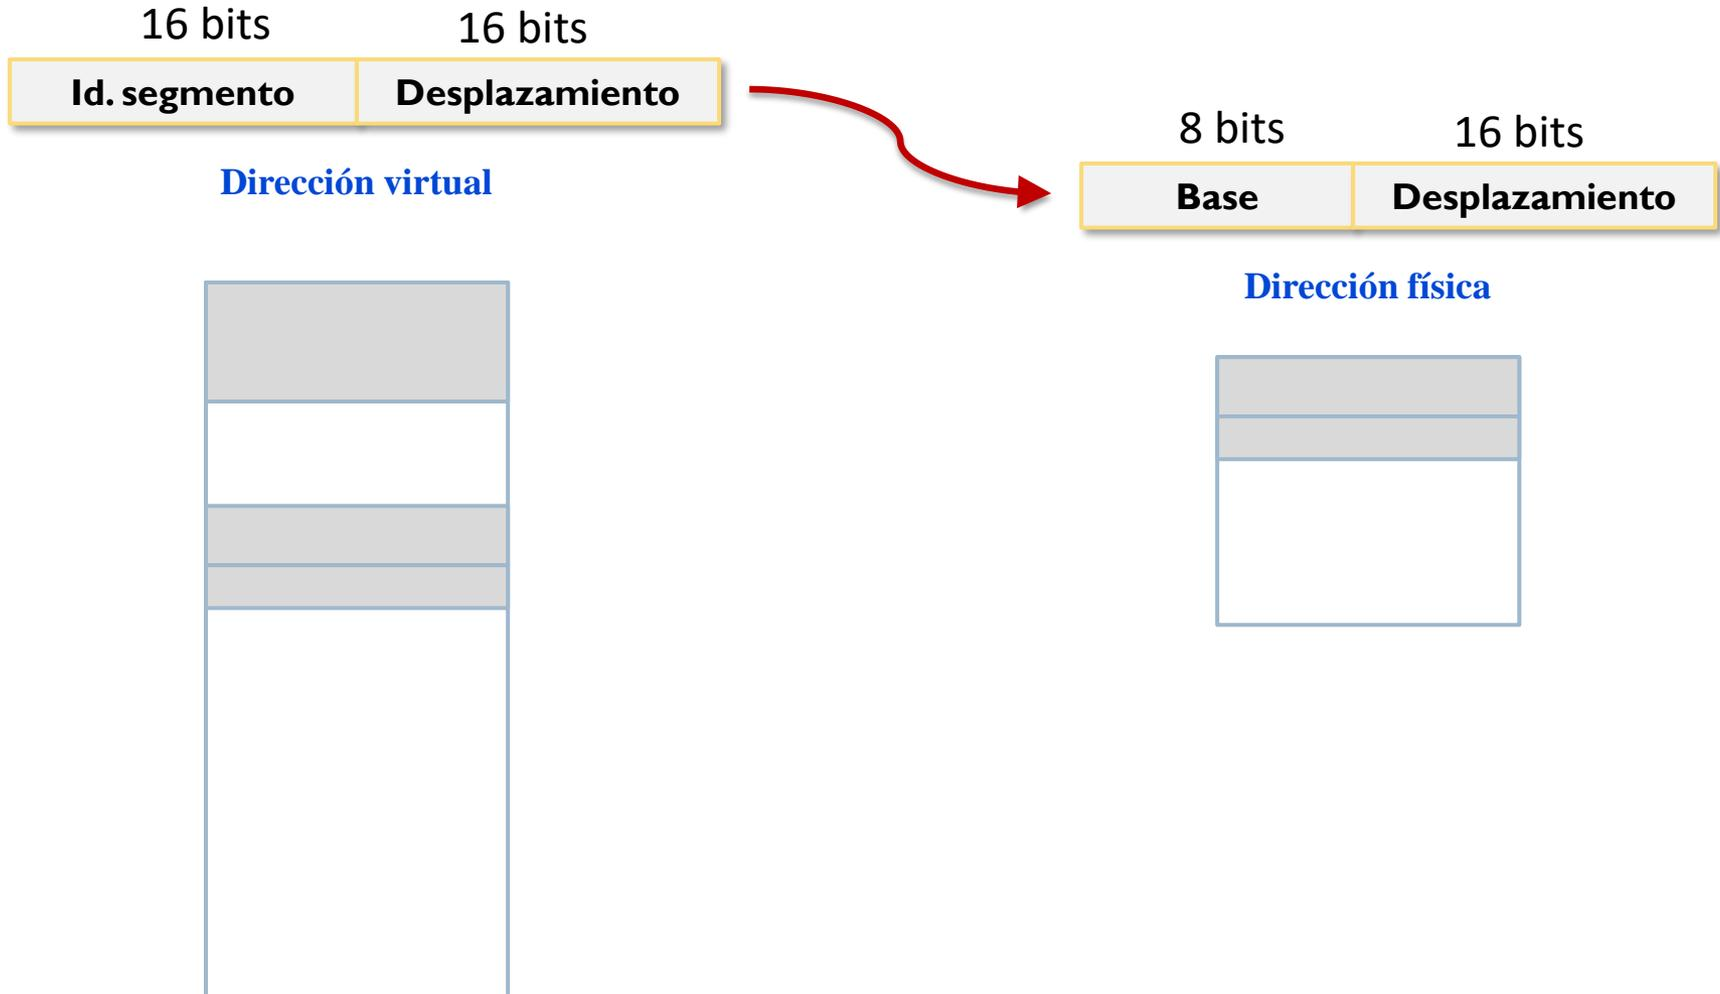 16 bits 16 bits
Id. segmento Desplazamiento
Dirección virtual
8 bits 16 bits
Base Desplazamiento
Dirección física